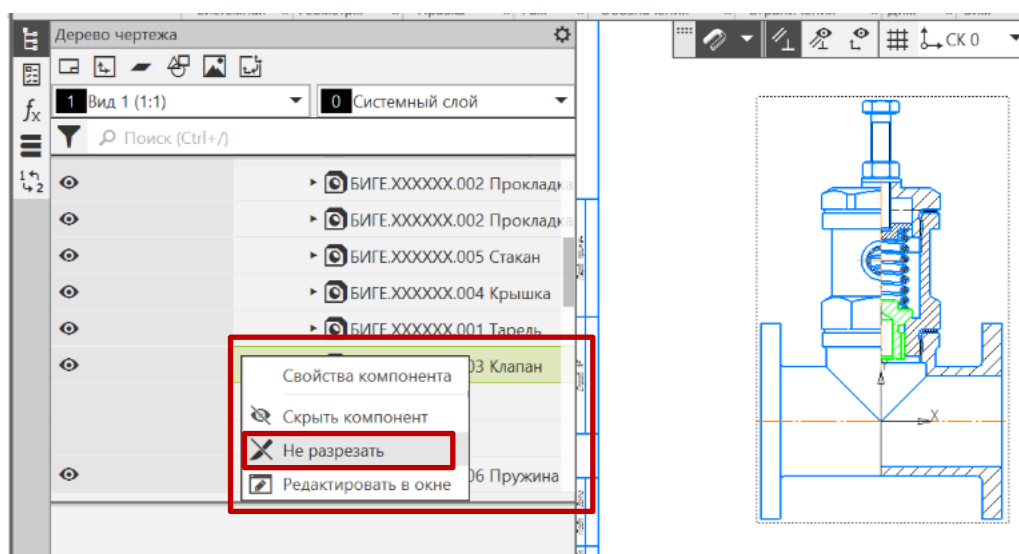 Дерево чертежа
СК 0
1 Вид 1 (1:1)
0 Системный слой
fx
Поиск (Ctrl+/)
БИГЕ.XXXXXX.002 Прокладка
БИГЕ.XXXXXX.002 Прокладка
БИГЕ.XXXXXX.005 Стакан
БИГЕ.XXXXXX.004 Крышка
БИГЕ.XXXXXX.001 Тарель
03 Клапан
Свойства компонента
Скрыть компонент
Не разрезать
06 Пружина
Редактировать в окне
X